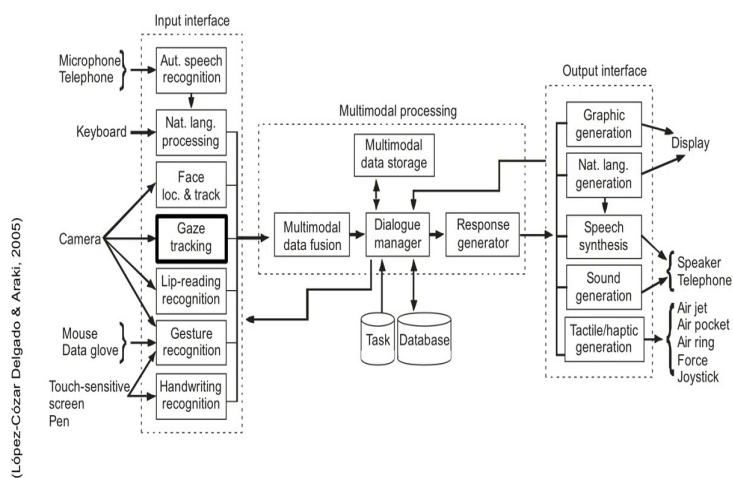 Input interface
Microphone
Telephone
Aut. speech
recognition
Keyboard
Nat. lang.
processing
Face
loc. & track
Camera
Gaze
tracking
Lip-reading
recognition
Mouse
Data glove
Gesture
recognition
Touch-sensitive
screen
Pen
Handwriting
recognition
Multimodal processing
Multimodal
data storage
Multimodal
data fusion
Dialogue
manager
Response
generator
Task
Database
Output interface
Graphic
generation
Display
Nat. lang.
generation
Speech
synthesis
Speaker
Telephone
Sound
generation
Tactile/haptic
generation
Air jet
Air pocket
Air ring
Force
Joystick
(López-Cózar Delgado & Araki, 2005)